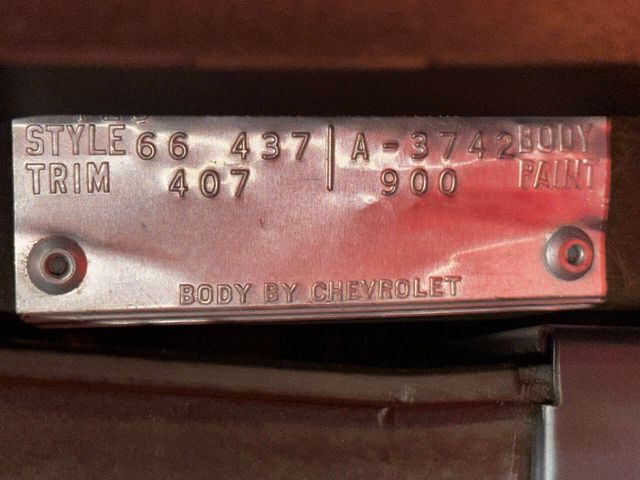 STYLE 66 437 | A-3742 BODY
TRIM 407 | 900 PAINT
BODY BY CHEVROLET